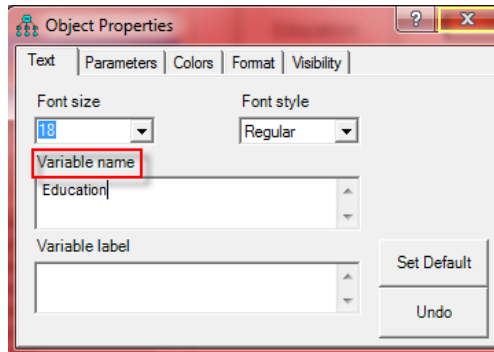 Object Properties
?
X
Text Parameters Colors Format Visibility
Font size Font style
18 Regular
Variable name
Education
Variable label
Set Default
Undo